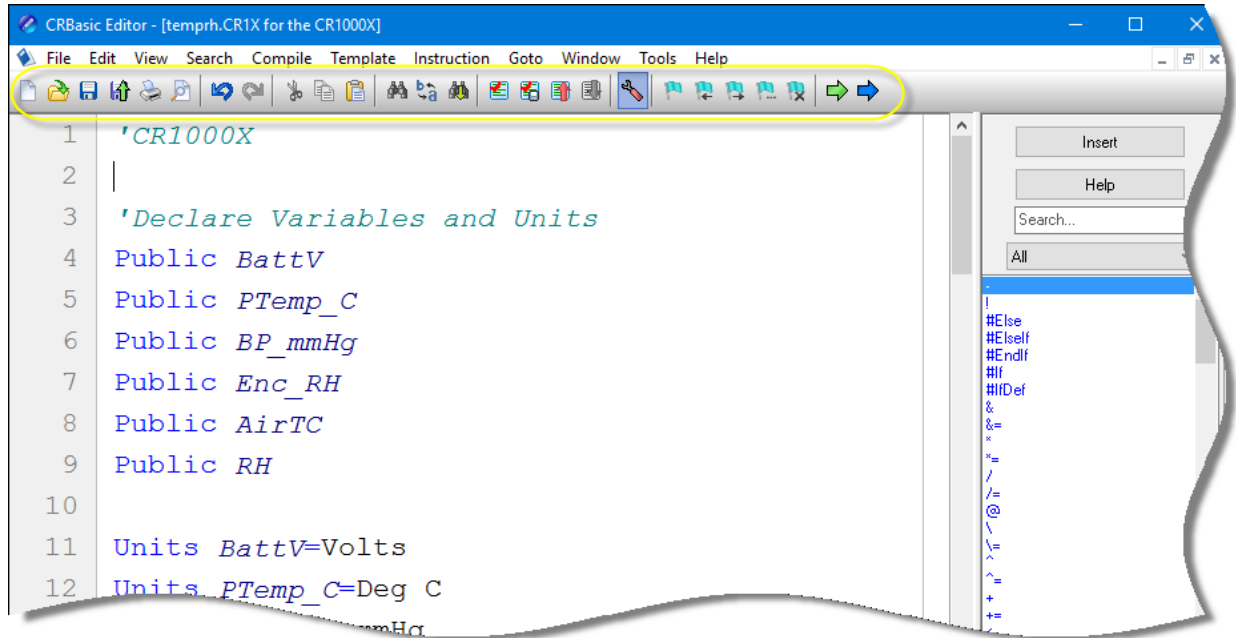 CRBasic Editor - [temprh.CR1X for the CR1000X]
File Edit View Search Compile Template Instruction Goto Window Tools Help
1 'CR1000X
2
3 'Declare Variables and Units
4 Public BattV
5 Public PTemp_C
6 Public BP_mmHg
7 Public Enc_RH
8 Public AirTC
9 Public RH
10
11 Units BattV=Volts
12 Units PTemp_C=Deg C
Insert
Help
Search...
All
-
!
#Else
#ElseIf
#EndIf
#If
#IfDef
&
&=
*
*=
/
/=
@
\
\=
^
^=
+
+=